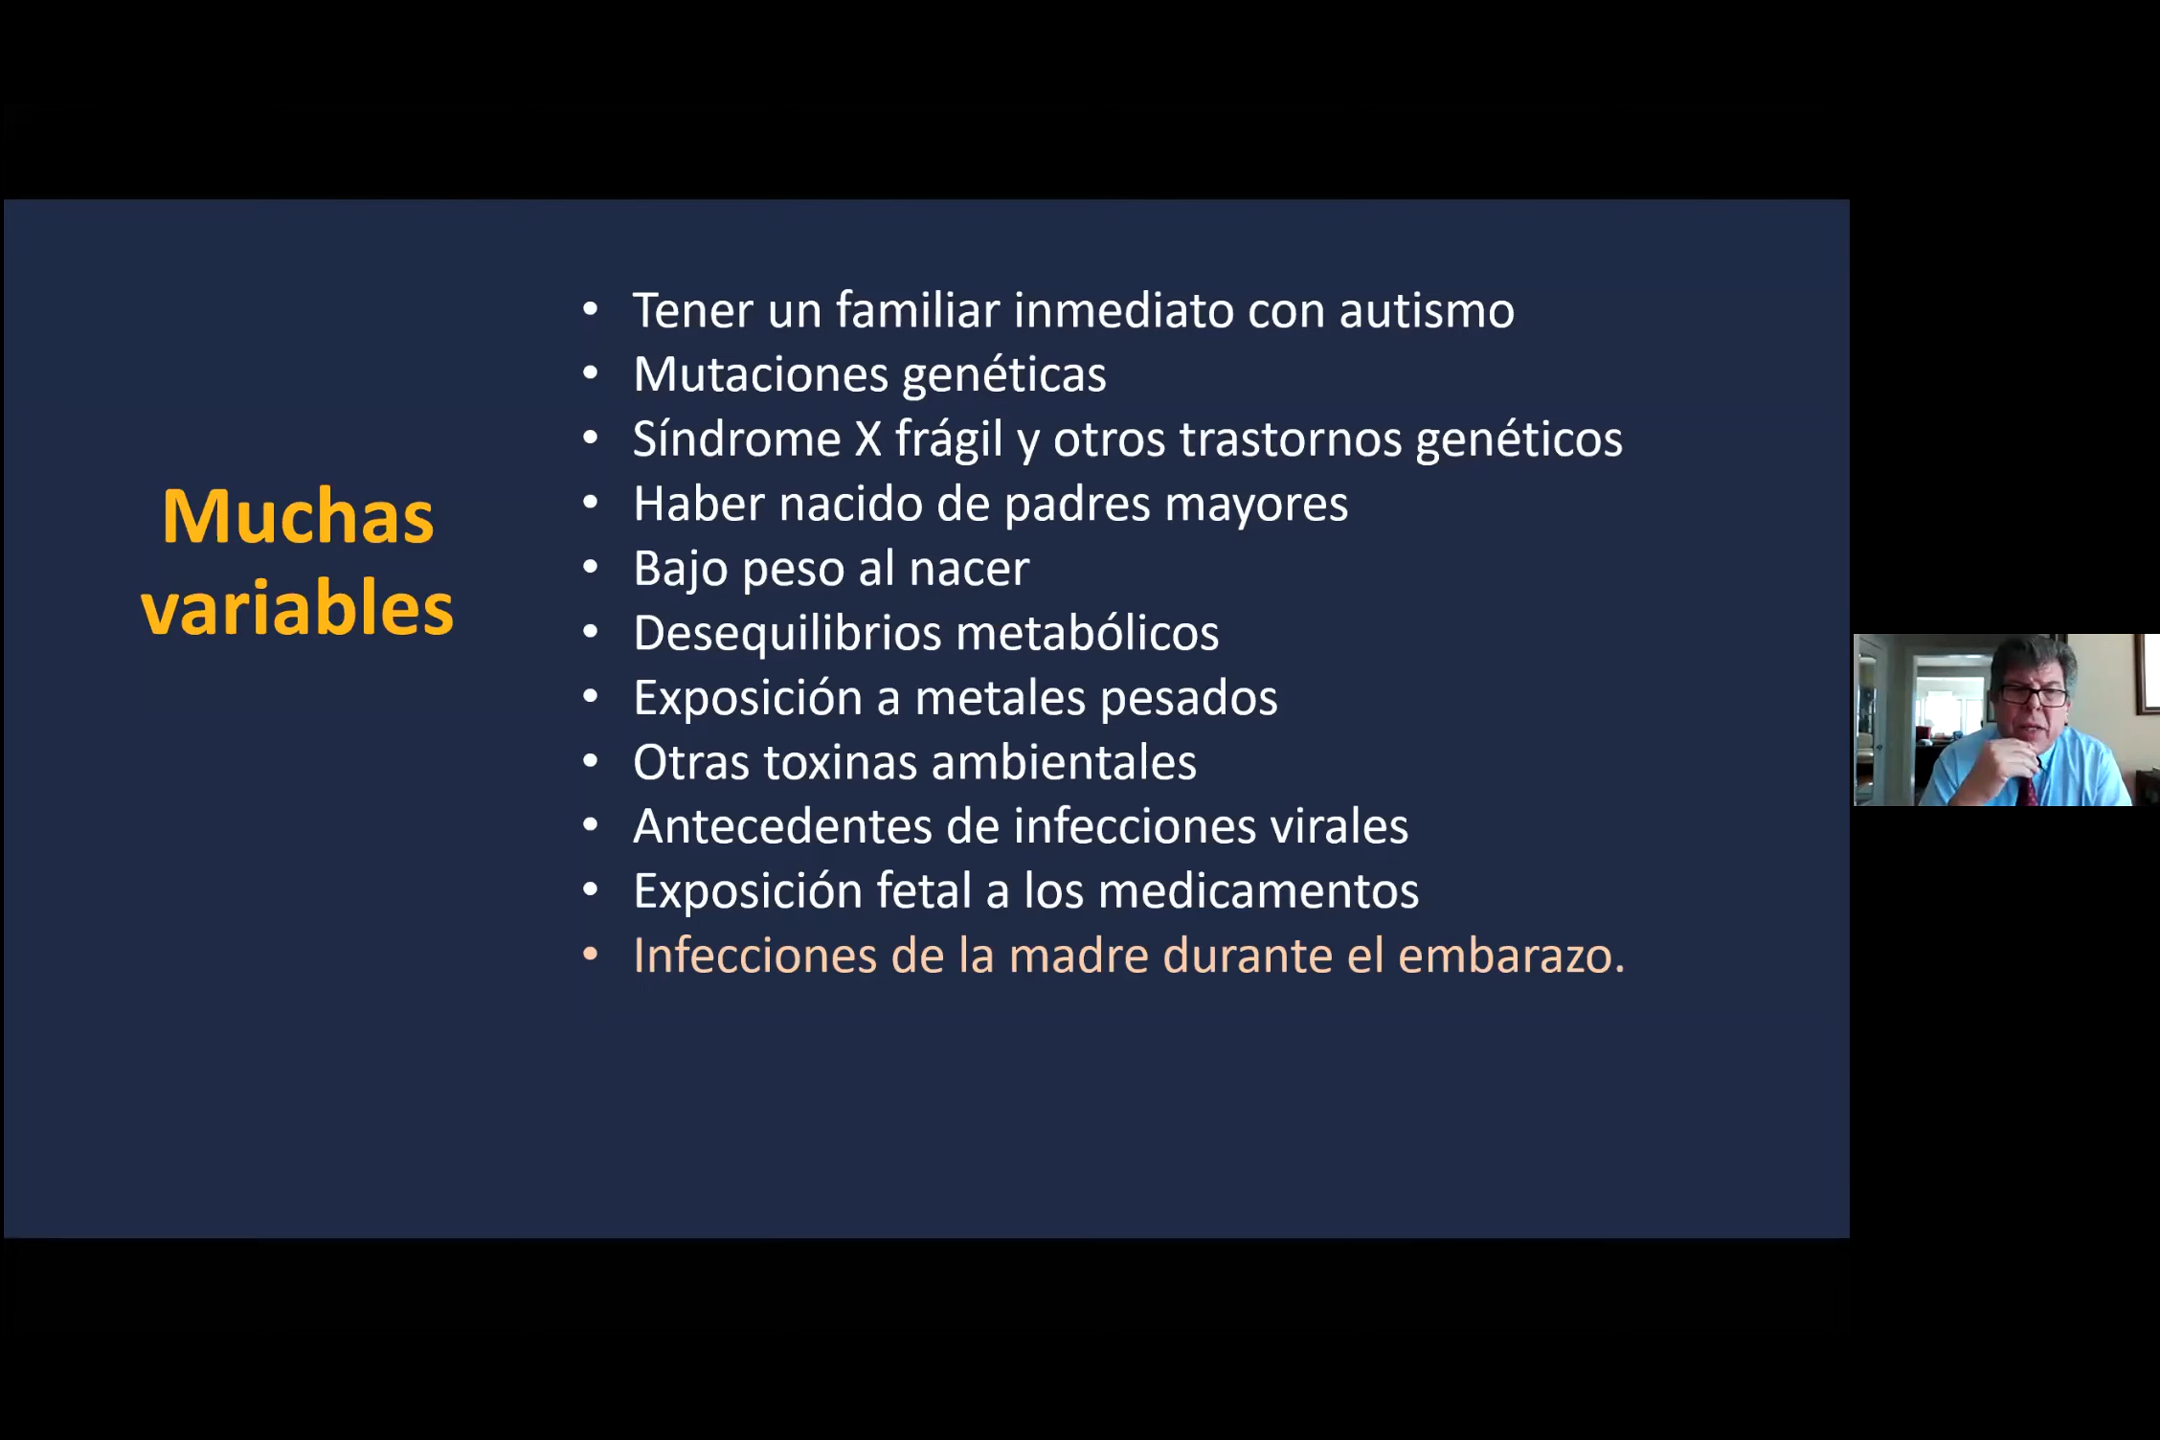 Muchas
variables
• Tener un familiar inmediato con autismo
• Mutaciones genéticas
• Síndrome X frágil y otros trastornos genéticos
• Haber nacido de padres mayores
• Bajo peso al nacer
• Desequilibrios metabólicos
• Exposición a metales pesados
• Otras toxinas ambientales
• Antecedentes de infecciones virales
• Exposición fetal a los medicamentos
• Infecciones de la madre durante el embarazo.